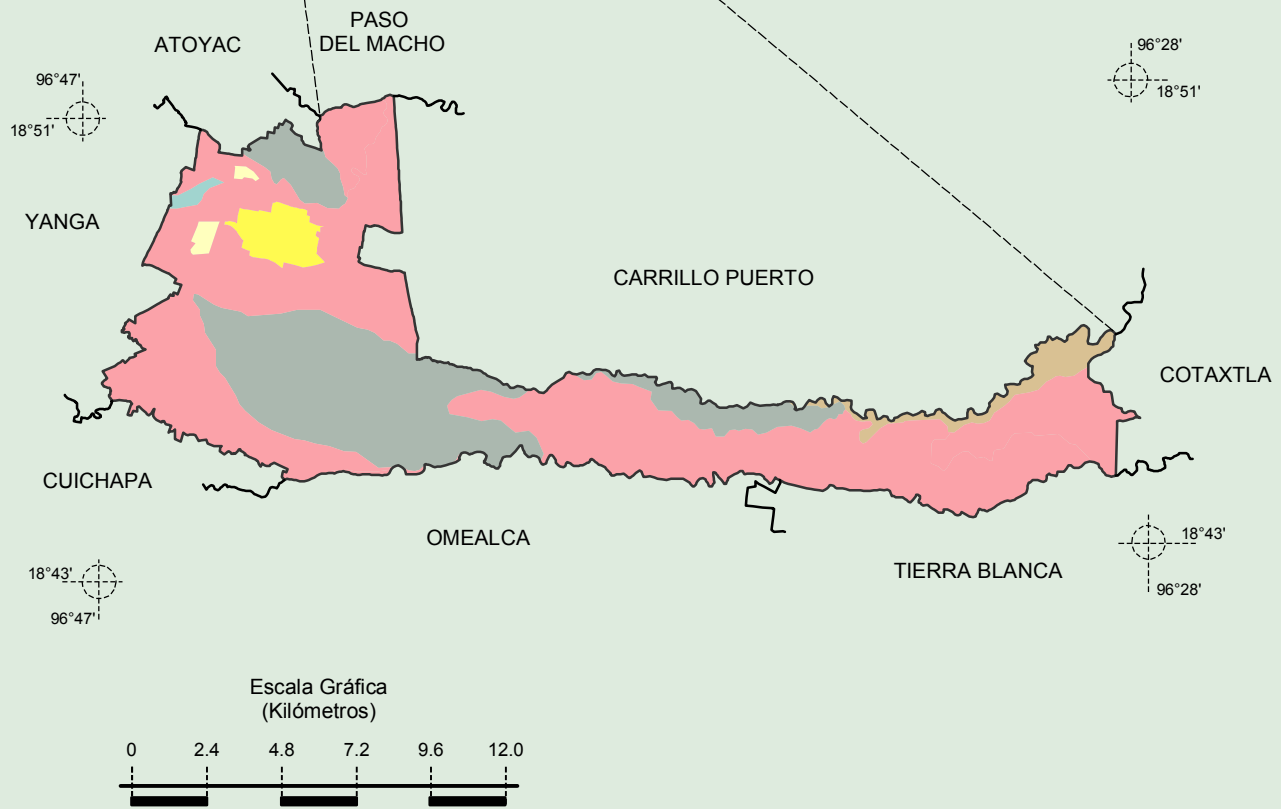 PASO
DEL MACHO
ATOYAC
96°28'
18°51'
96°47'
18°51'
YANGA
CARRILLO PUERTO
COTAXTLA
CUICHAPA
OMEALCA
18°43'
TIERRA BLANCA
96°28'
18°43'
96°47'
Escala Gráfica
(Kilómetros)
0 2.4 4.8 7.2 9.6 12.0